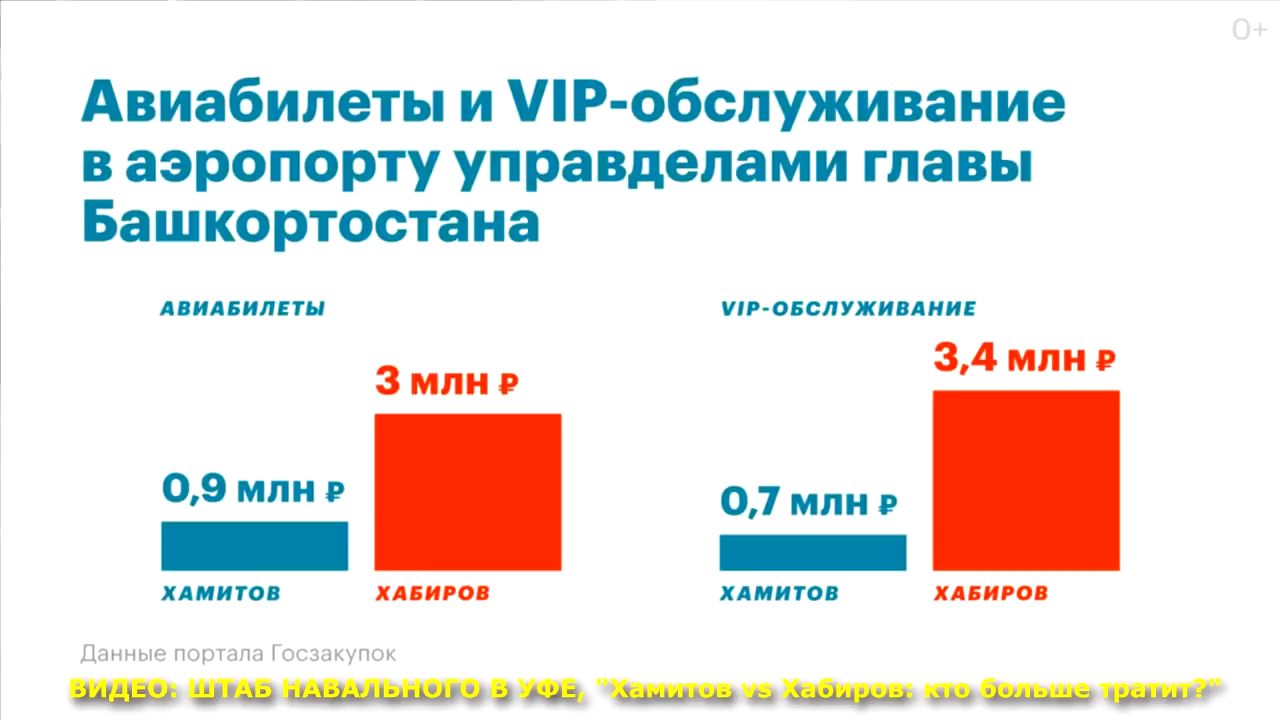 0+
Авиабилеты и VIP-обслуживание
в аэропорту управделами главы
Башкортостана
АВИАБИЛЕТЫ
VIP-ОБСЛУЖИВАНИЕ
0,9 млн ₽
3 млн ₽
0,7 млн ₽
3,4 млн ₽
ХАМИТОВ
ХАБИРОВ
ХАМИТОВ
ХАБИРОВ
Данные портала Госзакупок
ВИДЕО: ШТАБ НАВАЛЬНОГО В УФЕ, "Хамитов vs Хабиров: кто больше тратит?"